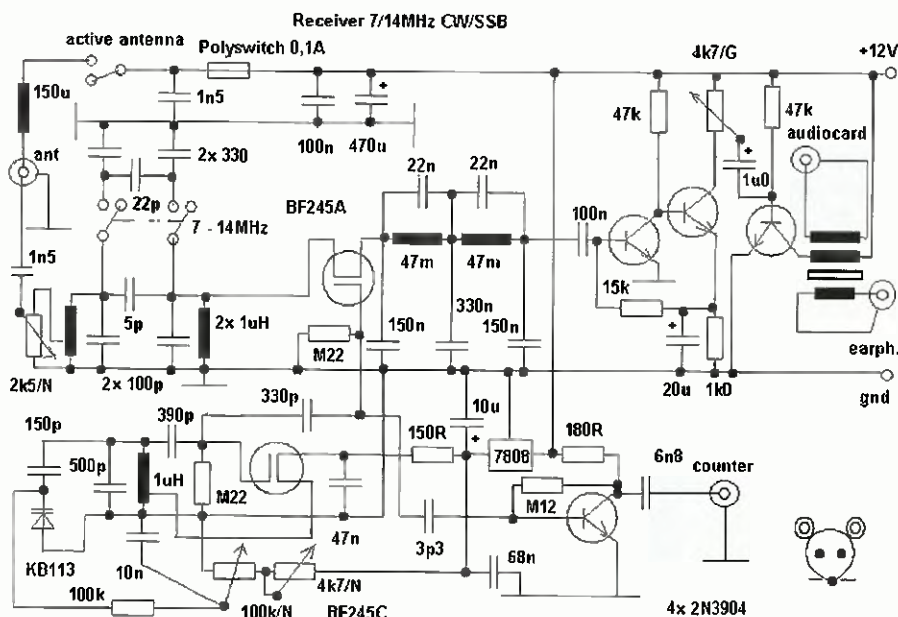 Receiver 7/14MHz CW/SSB
active antenna
Polyswitch 0,1A
4k7/G
+12V
150u
1n5
47k
47k
audiocard
ant
2x 330
100n
470u
22n
22n
1u0
22p
BF245A
100n
7 - 14MHz
1n5
47m
47m
15k
5p
2x 1uH
330n
150n
150n
M22
earph.
2k5/N
2x 100p
20u
1k0
gnd
330p
150p
390p
10u
150R
180R
6n8
500p
7808
counter
1uH
M22
M12
47n
3p3
KB113
10n
68n
4k7/N
100k
100k/N
BF245C
4x 2N3904